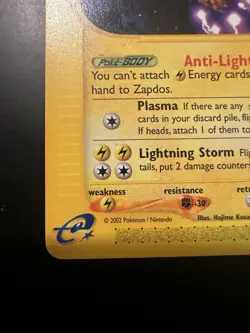 Poké-BODY Anti-Light
You can't attach Energy cards
hand to Zapdos.
Plasma If there are any
cards in your discard pile, fli
If heads, attach 1 of them to
Lightning Storm Fli
tails, put 2 damage counters
weakness resistance
-30
© 2002 Pokémon / Nintendo Illus. Hajime Kusa
e